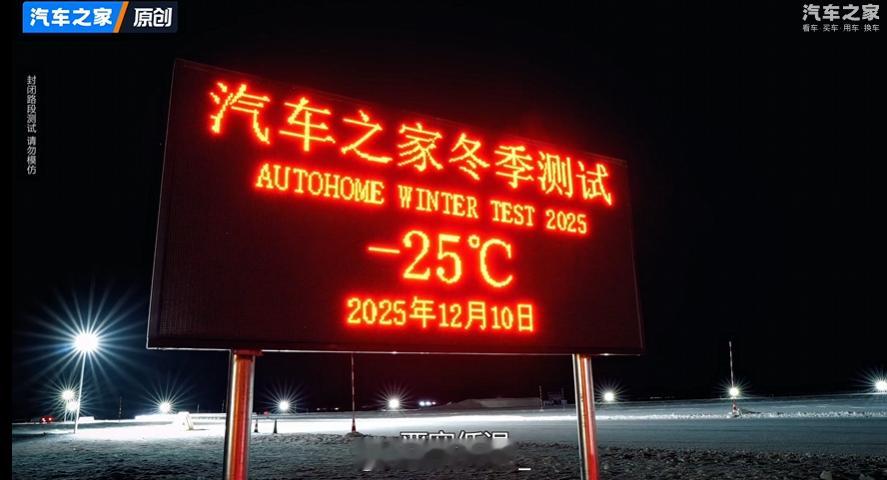 汽车之家 原创
汽车之家
看车·买车·用车·换车
封闭路段测试 请勿模仿
汽车之家冬季测试
AUTOHOME WINTER TEST 2025
-25℃
2025年12月10日